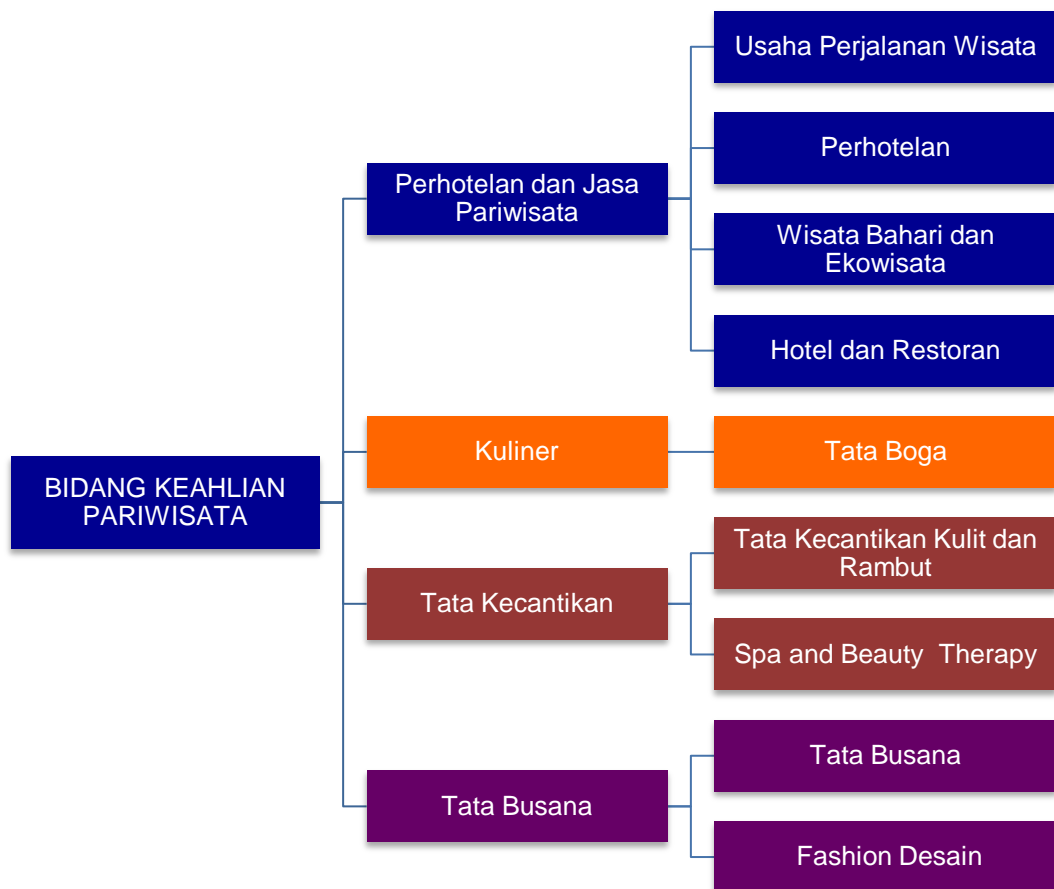 BIDANG KEAHLIAN
PARIWISATA
Perhotelan dan Jasa
Pariwisata
Usaha Perjalanan Wisata
Perhotelan
Wisata Bahari dan
Ekowisata
Hotel dan Restoran
Kuliner
Tata Boga
Tata Kecantikan
Tata Kecantikan Kulit dan
Rambut
Spa and Beauty Therapy
Tata Busana
Tata Busana
Fashion Desain